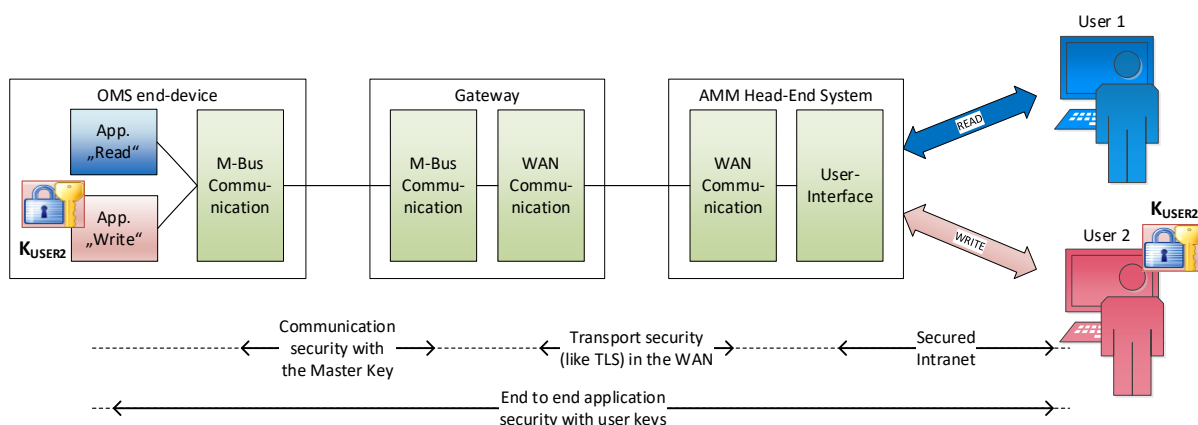 User 1
OMS end-device
Gateway
AMM Head-End System
App.
„Read“
M-Bus
Commu-
nication
M-Bus
Commu-
nication
WAN
Commu-
nication
WAN
Commu-
nication
User-
Interface
READ
App.
„Write“
KUSER2
WRITE
User 2
KUSER2
Communication
security with
the Master Key
Transport security
(like TLS) in the WAN
Secured
Intranet
End to end application
security with user keys